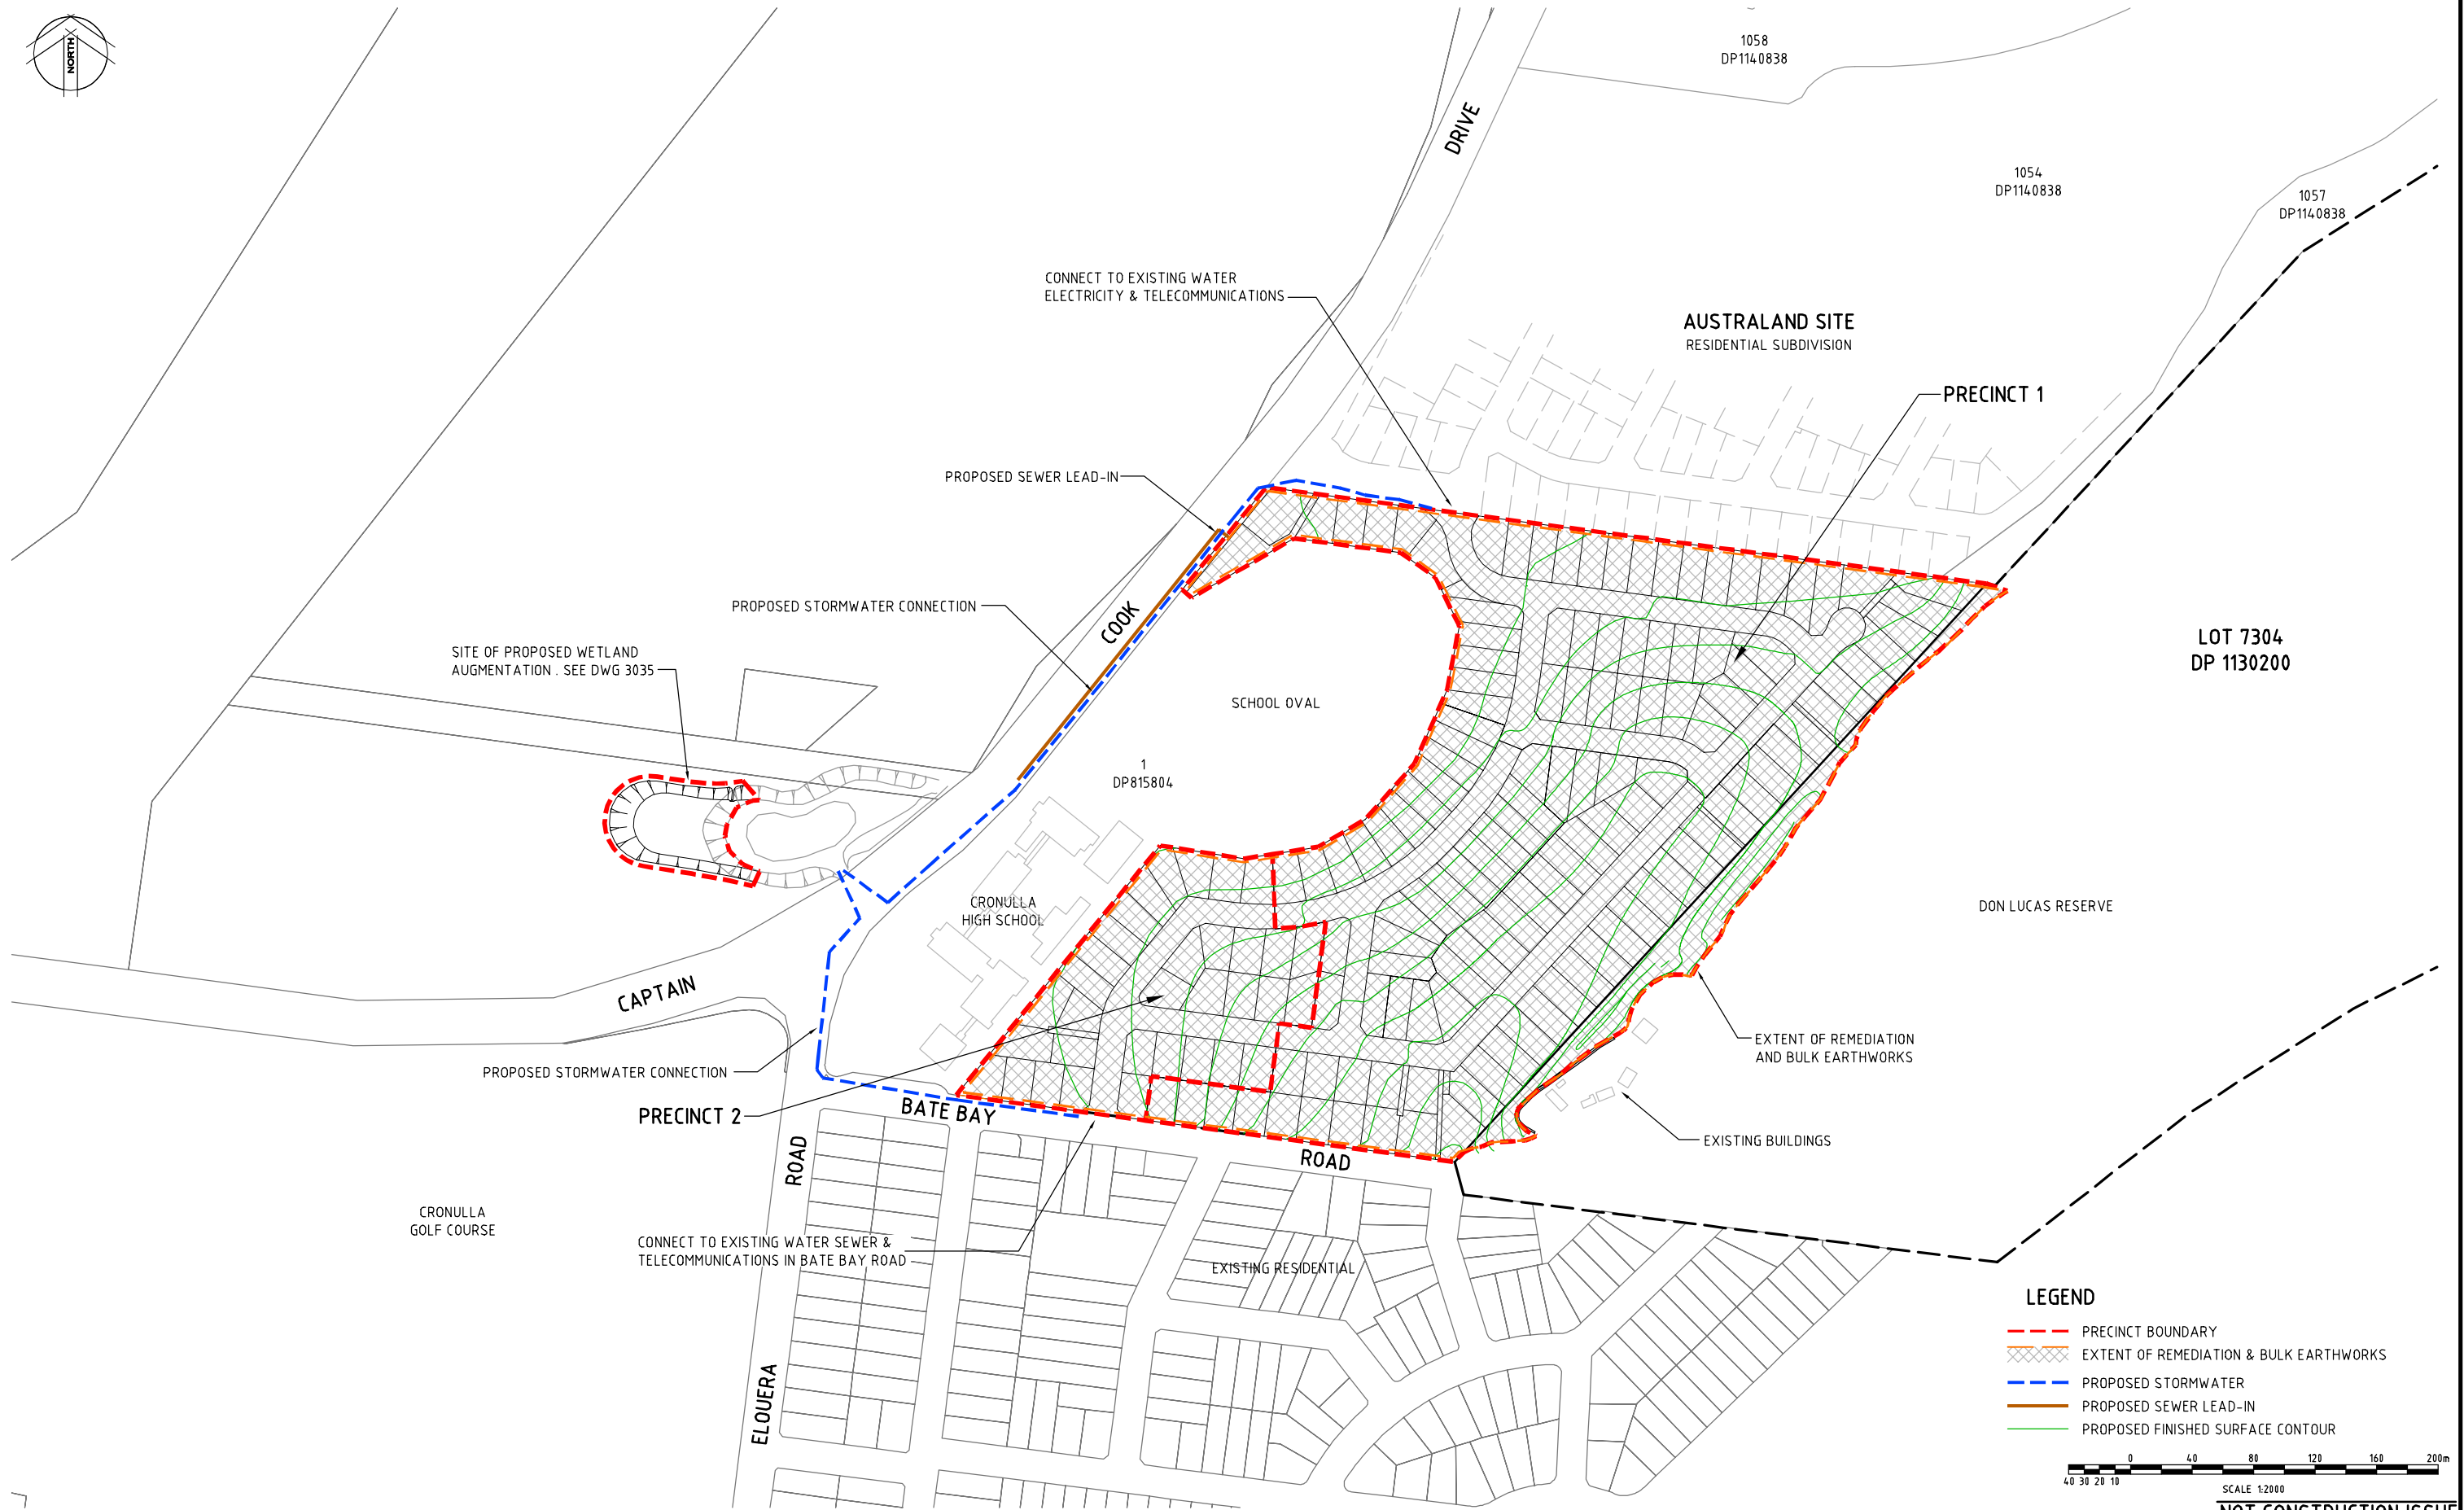 NORTH
1058
DP1140838
DRIVE
1054
DP1140838
1057
DP1140838
CONNECT TO EXISTING WATER
ELECTRICITY & TELECOMMUNICATIONS
AUSTRALAND SITE
RESIDENTIAL SUBDIVISION
PRECINCT 1
PROPOSED SEWER LEAD-IN
PROPOSED STORMWATER CONNECTION
COOK
SITE OF PROPOSED WETLAND
AUGMENTATION . SEE DWG 3035
LOT 7304
DP 1130200
SCHOOL OVAL
1
DP815804
CRONULLA
HIGH SCHOOL
DON LUCAS RESERVE
CAPTAIN
EXTENT OF REMEDIATION
AND BULK EARTHWORKS
PROPOSED STORMWATER CONNECTION
PRECINCT 2
BATE BAY
ROAD
EXISTING BUILDINGS
ROAD
CRONULLA
GOLF COURSE
CONNECT TO EXISTING WATER SEWER &
TELECOMMUNICATIONS IN BATE BAY ROAD
EXISTING RESIDENTIAL
ELOUERA
LEGEND
PRECINCT BOUNDARY
EXTENT OF REMEDIATION & BULK EARTHWORKS
PROPOSED STORMWATER
PROPOSED SEWER LEAD-IN
PROPOSED FINISHED SURFACE CONTOUR
0 40 80 120 160 200m
40 30 20 10
SCALE 1:2000
NOT CONSTRUCTION ISSUE